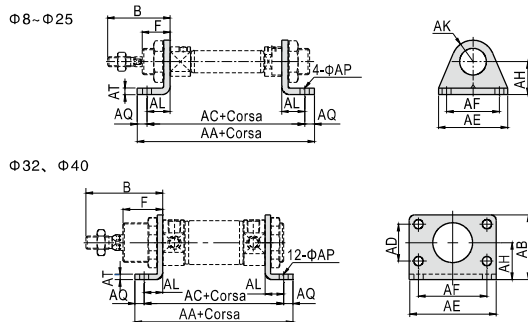 Φ8~Φ25
B
F
AK
AH
4-ΦAP
AT
AL
AL
AQ
AC+Corsa
AQ
AA+Corsa
AF
AE
Φ32、Φ40
B
F
AD
AH
AB
12-ΦAP
AT
AL
AL
AQ
AC+Corsa
AQ
AA+Corsa
AF
AE